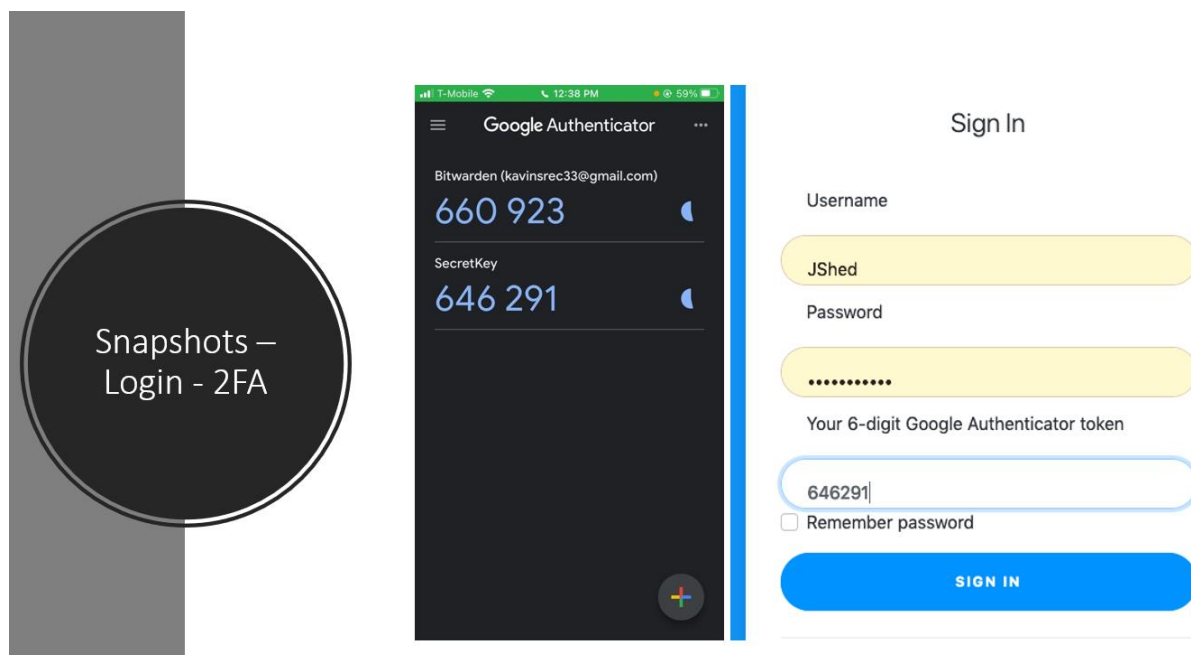 Snapshots –
Login - 2FA
T-Mobile 12:38 PM 59%
Google Authenticator
Bitwarden (kavinsrec33@gmail.com)
660 923
SecretKey
646 291
Sign In
Username
JShed
Password
•••••••••••
Your 6-digit Google Authenticator token
646291
Remember password
SIGN IN